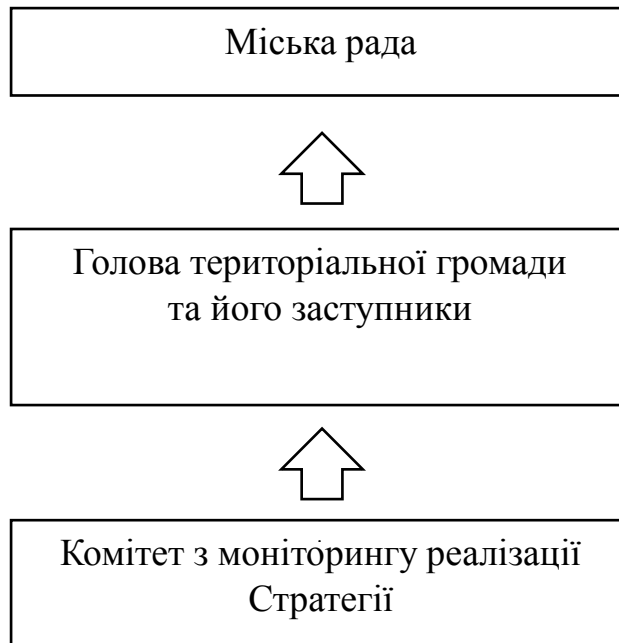 Міська рада
Голова територіальної громади
та його заступники
Комітет з моніторингу реалізації
Стратегії